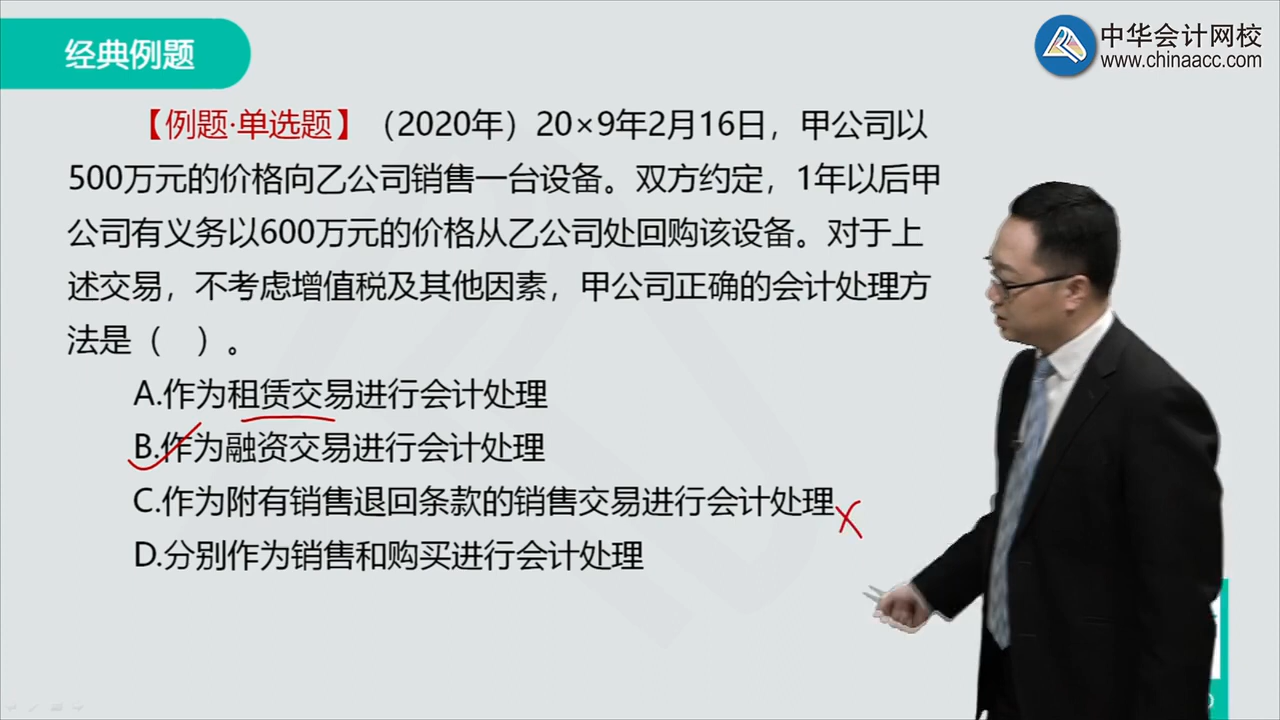 经典例题
中华会计网校
www.chinaacc.com
【例题·单选题】（2020年）20×9年2月16日，甲公司以
500万元的价格向乙公司销售一台设备。双方约定，1年以后甲
公司有义务以600万元的价格从乙公司处回购该设备。对于上
述交易，不考虑增值税及其他因素，甲公司正确的会计处理方
法是（　）。
A.作为租赁交易进行会计处理
B.作为融资交易进行会计处理
C.作为附有销售退回条款的销售交易进行会计处理
D.分别作为销售和购买进行会计处理